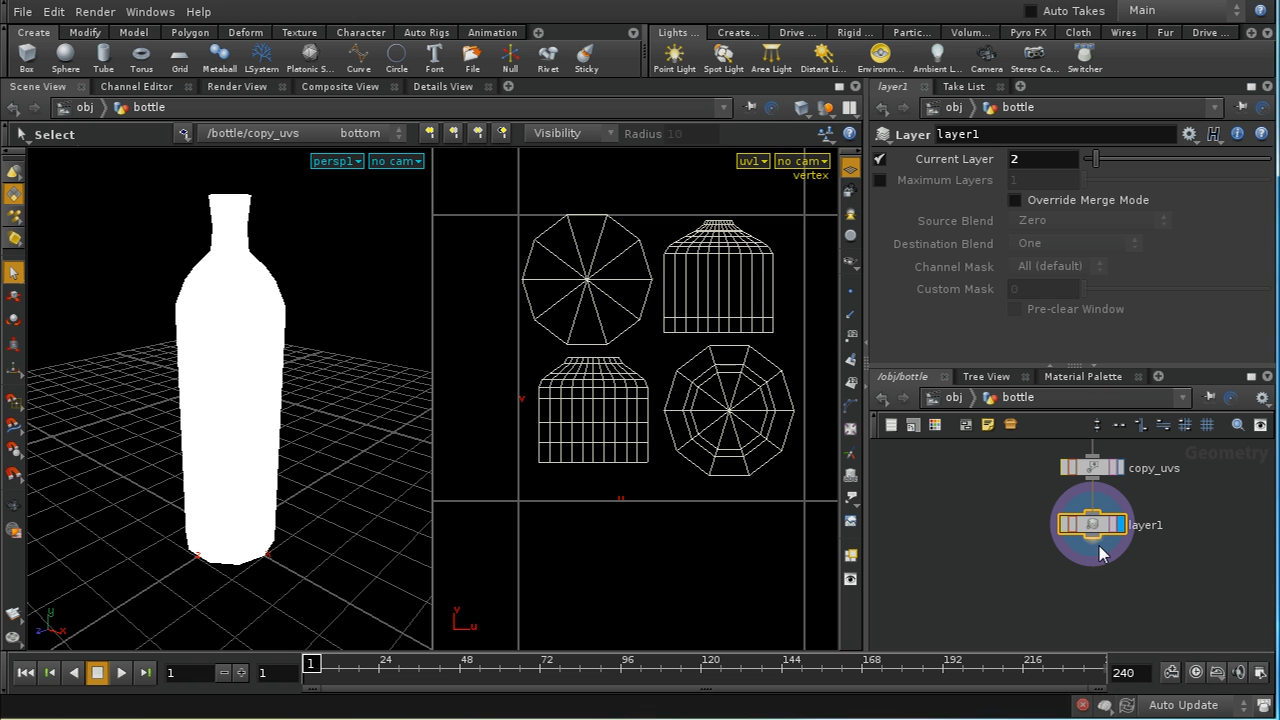 File Edit Render Windows Help
Auto Takes Main
Create Modify Model Polygon Deform Texture Character Auto Rigs Animation
Lights ... Create... Drive ... Rigid ... Partic... Volum... Pyro FX Cloth Wires Fur Drive ...
Box Sphere Tube Torus Grid Metaball LSystem Platonic S... Curve Circle Font File Null Rivet Sticky
Point Light Spot Light Area Light Distant Li... Environm... Ambient L... Camera Stereo Ca... Switcher
Scene View Channel Editor Render View Composite View Details View
layer1 Take List
obj bottle
obj bottle
Select /bottle/copy_uvs bottom Visibility Radius 10
Layer layer1
persp1 no cam
uv1 no cam
vertex
Current Layer 2
Maximum Layers 1
Override Merge Mode
Source Blend Zero
Destination Blend One
Channel Mask All (default)
Custom Mask 0
Pre-clear Window
/obj/bottle Tree View Material Palette
obj bottle
Geometry
copy_uvs
layer1
v
u
z x
y
z x
v
u
1 1 1 24 48 72 96 120 144 168 192 216 240
Auto Update